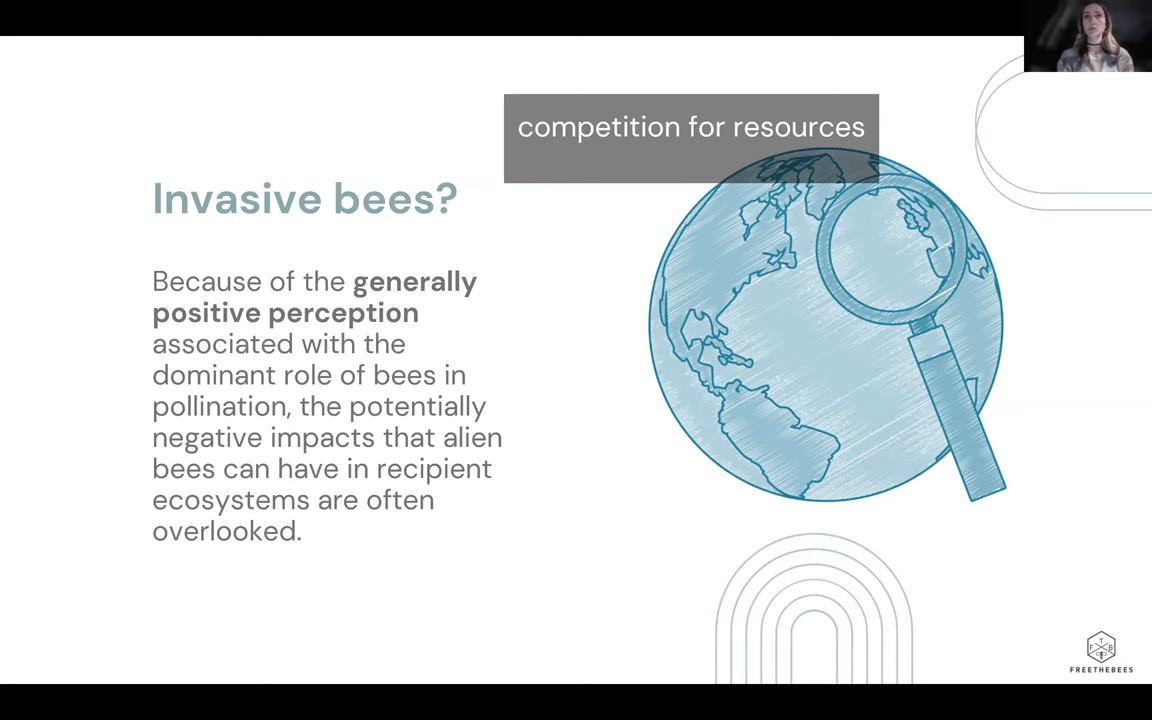 competition for resources
Invasive bees?
Because of the generally
positive perception
associated with the
dominant role of bees in
pollination, the potentially
negative impacts that alien
bees can have in recipient
ecosystems are often
overlooked.
F T B
FREETHEBEES